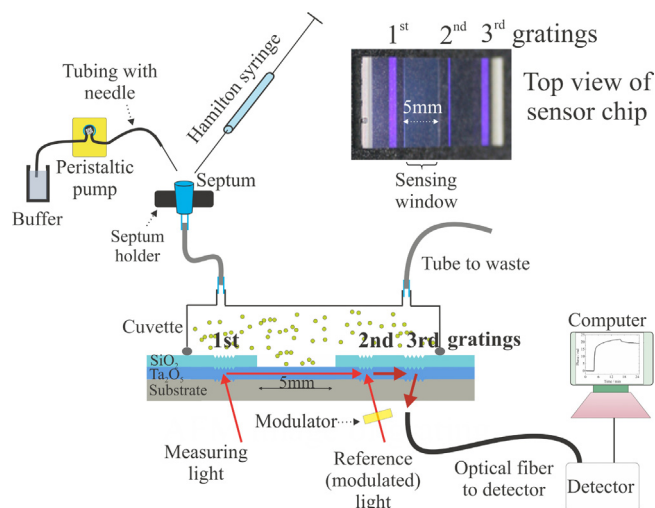 1st 2nd 3rd gratings
Top view of
sensor chip
5mm
Sensing
window
Tubing with
needle
Hamilton syringe
Peristaltic
pump
Buffer
Septum
Septum
holder
Tube to waste
Cuvette
1st 2nd 3rd gratings
SiO2
Ta2O5
Substrate
5mm
Modulator
Measuring
light
Reference
(modulated)
light
Optical fiber
to detector
Computer
Detector